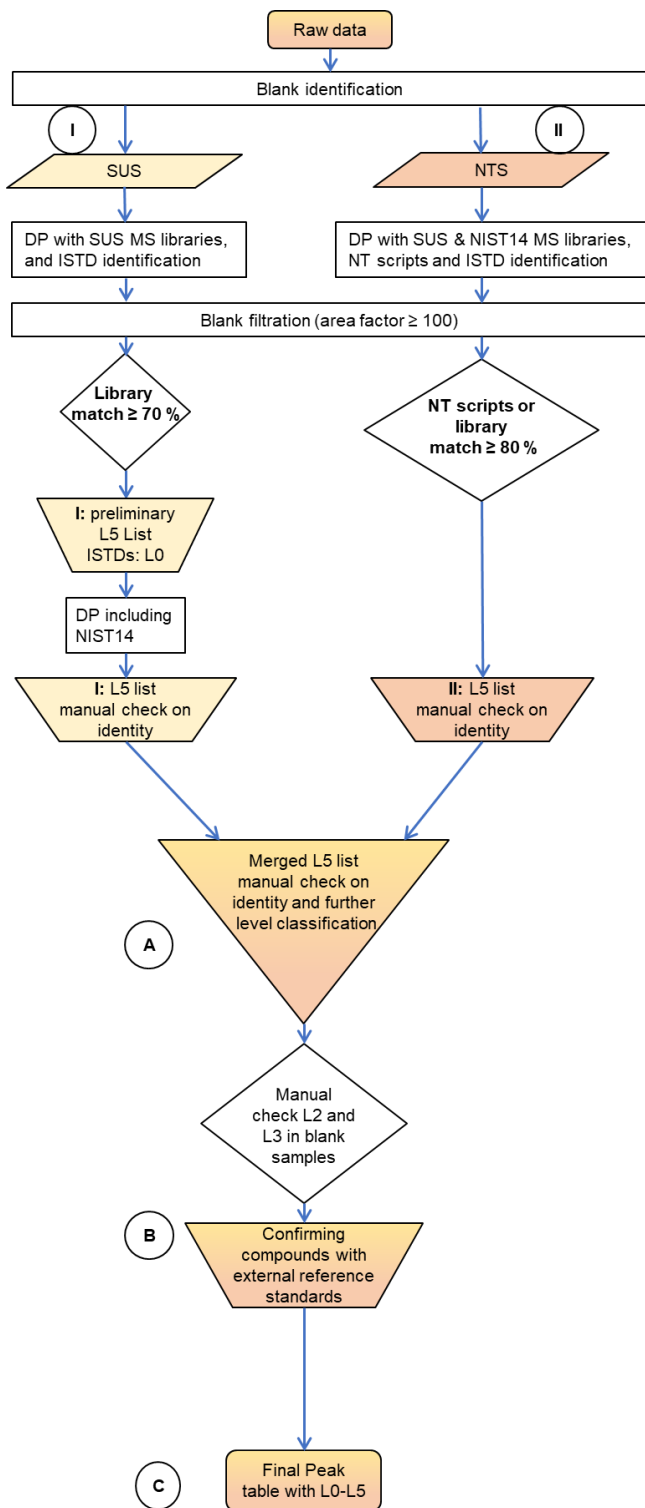 Raw data
Blank identification
I
II
SUS
NTS
DP with SUS MS libraries,
and ISTD identification
DP with SUS & NIST14 MS libraries,
NT scripts and ISTD identification
Blank filtration (area factor ≥ 100)
Library
match ≥ 70 %
NT scripts or
library
match ≥ 80 %
I: preliminary
L5 List
ISTDs: L0
DP including
NIST14
I: L5 list
manual check on
identity
II: L5 list
manual check on
identity
Merged L5 list
manual check on
identity and further
level classification
A
Manual
check L2 and
L3 in blank
samples
B
Confirming
compounds with
external reference
standards
C
Final Peak
table with L0-L5